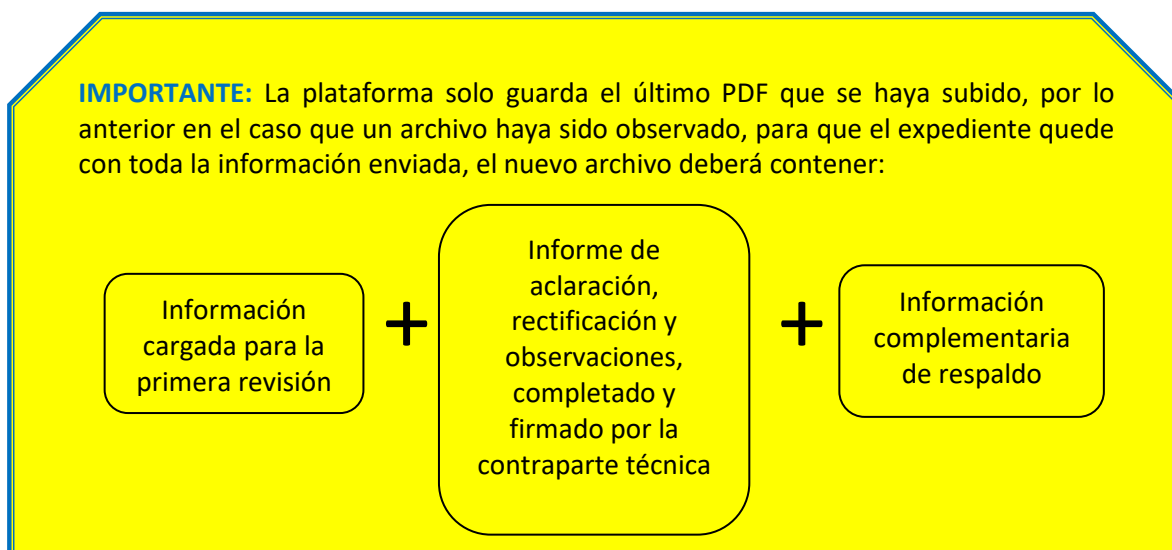 IMPORTANTE: La plataforma solo guarda el último PDF que se haya subido, por lo
anterior en el caso que un archivo haya sido observado, para que el expediente quede
con toda la información enviada, el nuevo archivo deberá contener:
Información
cargada para la
primera revisión
+
Informe de
aclaración,
rectificación y
observaciones,
completado y
firmado por la
contraparte técnica
+
Información
complementaria
de respaldo